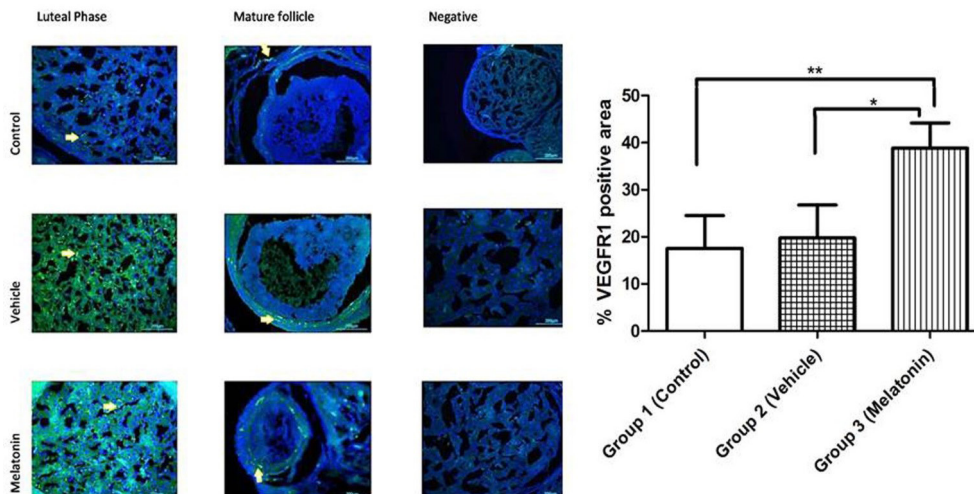 Luteal Phase
Mature follicle
Negative
Control
Vehicle
Melatonin
**
*
% VEGFR1 positive area
50
40
30
20
10
0
Group 1 (Control)
Group 2 (Vehicle)
Group 3 (Melatonin)